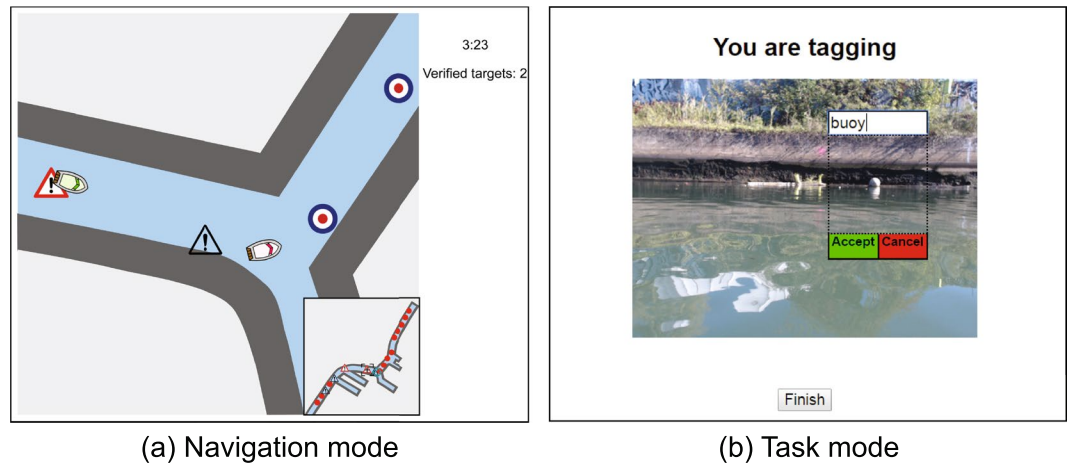 3:23
Verified targets: 2
You are tagging
buoy
Accept Cancel
Finish
(a) Navigation mode
(b) Task mode